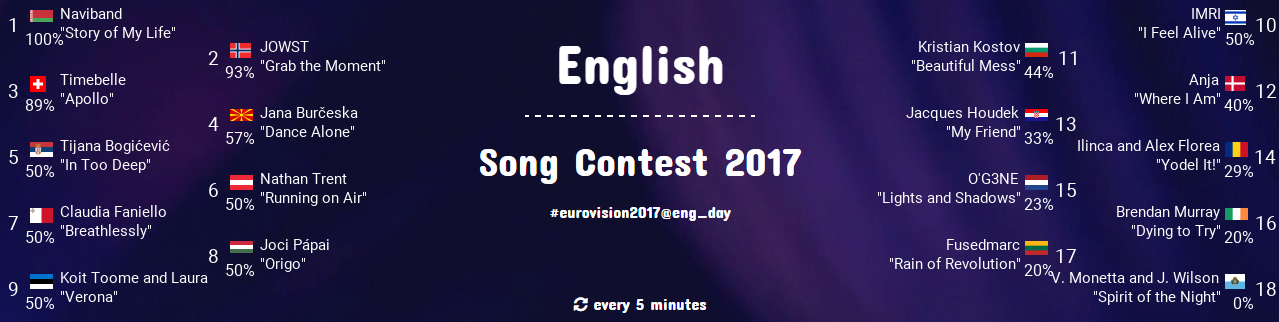 1
Naviband
100%
"Story of My Life"
2
JOWST
93%
"Grab the Moment"
3
Timebelle
89%
"Apollo"
4
Jana Burčeska
57%
"Dance Alone"
5
Tijana Bogićević
50%
"In Too Deep"
6
Nathan Trent
50%
"Running on Air"
7
Claudia Faniello
50%
"Breathlessly"
8
Joci Pápai
50%
"Origo"
9
Koit Toome and Laura
50%
"Verona"
English
Song Contest 2017
#eurovision2017@eng_day
every 5 minutes
IMRI
10
"I Feel Alive"
50%
Kristian Kostov
11
"Beautiful Mess"
44%
Anja
12
"Where I Am"
40%
Jacques Houdek
13
"My Friend"
33%
Ilinca and Alex Florea
14
"Yodel It!"
29%
O'G3NE
15
"Lights and Shadows"
23%
Brendan Murray
16
"Dying to Try"
20%
Fusedmarc
17
"Rain of Revolution"
20%
V. Monetta and J. Wilson
18
"Spirit of the Night"
0%